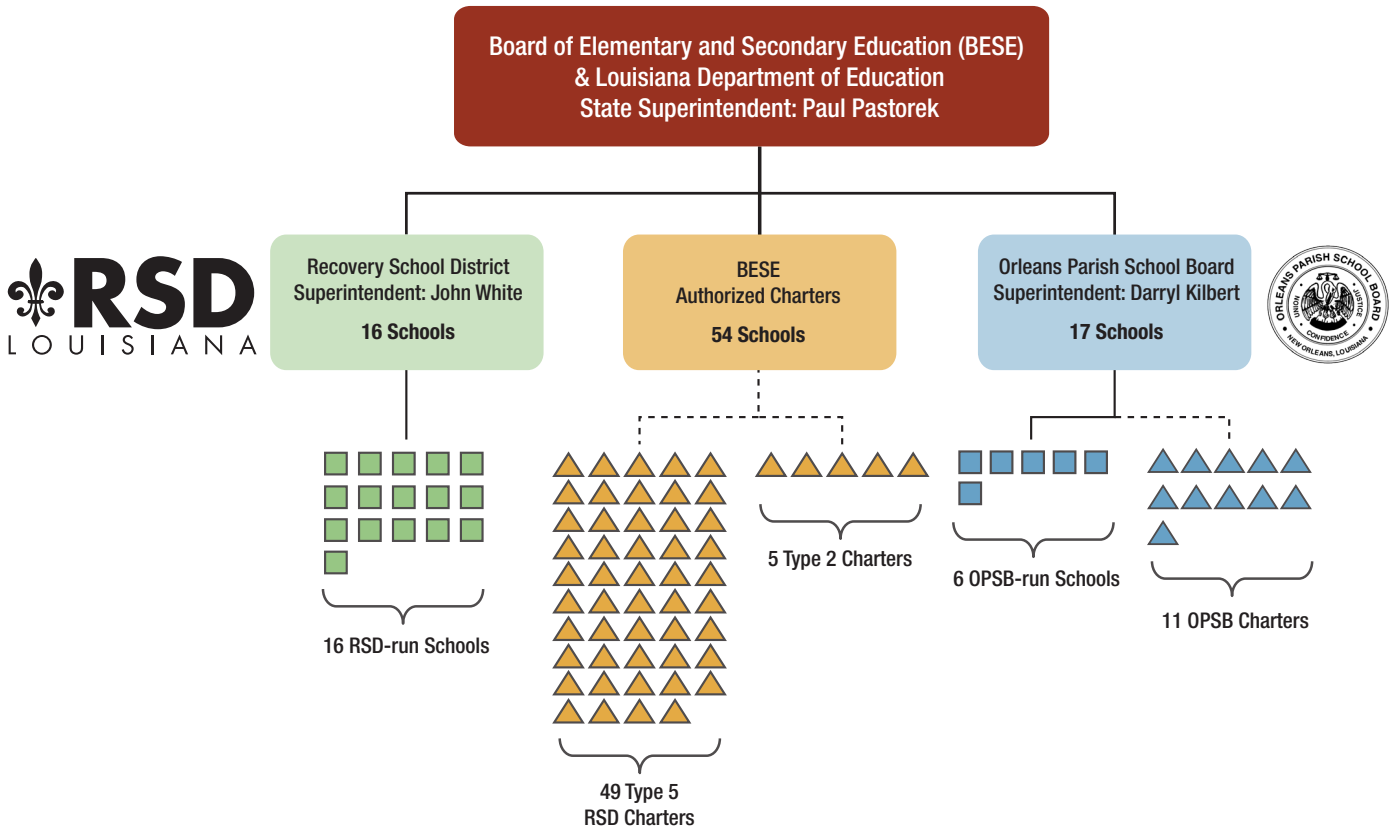 Board of Elementary and Secondary Education (BESE)
& Louisiana Department of Education
State Superintendent: Paul Pastorek
RSD
LOUISIANA
Recovery School District
Superintendent: John White
16 Schools
BESE
Authorized Charters
54 Schools
Orleans Parish School Board
Superintendent: Darryl Kilbert
17 Schools
ORLEANS PARISH SCHOOL BOARD
NEW ORLEANS, LOUISIANA
UNION
JUSTICE
CONFIDENCE
16 RSD-run Schools
49 Type 5
RSD Charters
5 Type 2 Charters
6 OPSB-run Schools
11 OPSB Charters